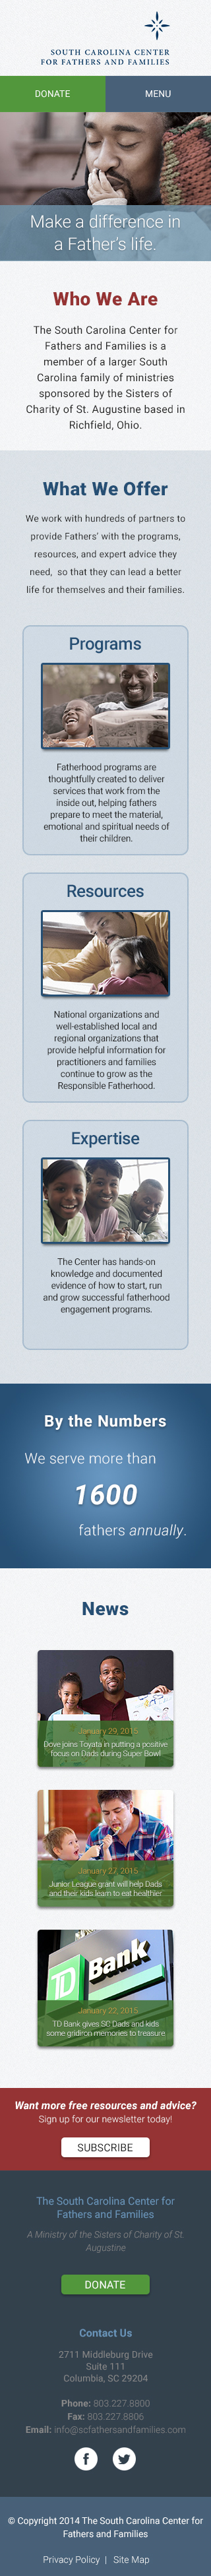 SOUTH CAROLINA CENTER
FOR FATHERS AND FAMILIES
DONATE
MENU
Make a difference in
a Father's life.
Who We Are
The South Carolina Center for
Fathers and Families is a
member of a larger South
Carolina family of ministries
sponsored by the Sisters of
Charity of St. Augustine based in
Richfield, Ohio.
What We Offer
We work with hundreds of partners to
provide Fathers' with the programs,
resources, and expert advice they
need, so that they can lead a better
life for themselves and their families.
Programs
Fatherhood programs are
thoughtfully created to deliver
services that work from the
inside out, helping fathers
prepare to meet the material,
emotional and spiritual needs of
their children.
Resources
National organizations and
well-established local and
regional organizations that
provide helpful information for
practitioners and families
continue to grow as the
Responsible Fatherhood.
Expertise
The Center has hands-on
knowledge and documented
evidence of how to start, run
and grow successful fatherhood
engagement programs.
By the Numbers
We serve more than
1600
fathers annually.
News
January 29, 2015
Dove joins Toyata in putting a positive
focus on Dads during Super Bowl
January 27, 2015
Junior League grant will help Dads
and their kids learn to eat healthier
TD Bank
January 22, 2015
TD Bank gives SC Dads and kids
some gridiron memories to treasure
Want more free resources and advice?
Sign up for our newsletter today!
SUBSCRIBE
The South Carolina Center for
Fathers and Families
A Ministry of the Sisters of Charity of St.
Augustine
DONATE
Contact Us
2711 Middleburg Drive
Suite 111
Columbia, SC 29204
Phone: 803.227.8800
Fax: 803.227.8806
Email: info@scfathersandfamilies.com
© Copyright 2014 The South Carolina Center for
Fathers and Families
Privacy Policy | Site Map